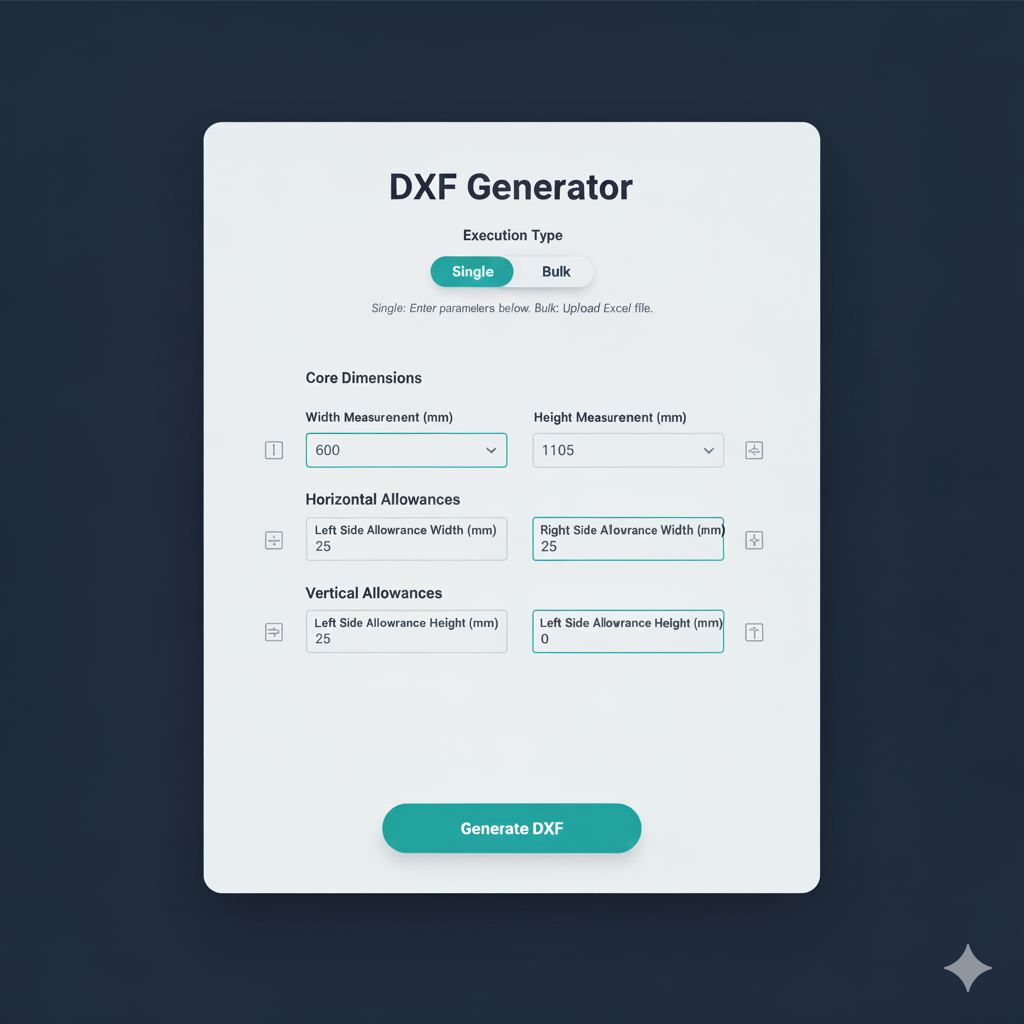 DXF Generator
Execution Type
Single Bulk
Single: Enter parameters below. Bulk: Upload Excel file.
Core Dimensions
Width Measurenent (mm) Height Measurenent (mm)
600 1105
Horizontal Allowances
Left Side Allowrance Width (mm) Right Side Alovrance Width (mm)
25 25
Vertical Allowances
Left Side Allowrance Height (mm) Left Side Allowrance Height (mm)
25 0
Generate DXF